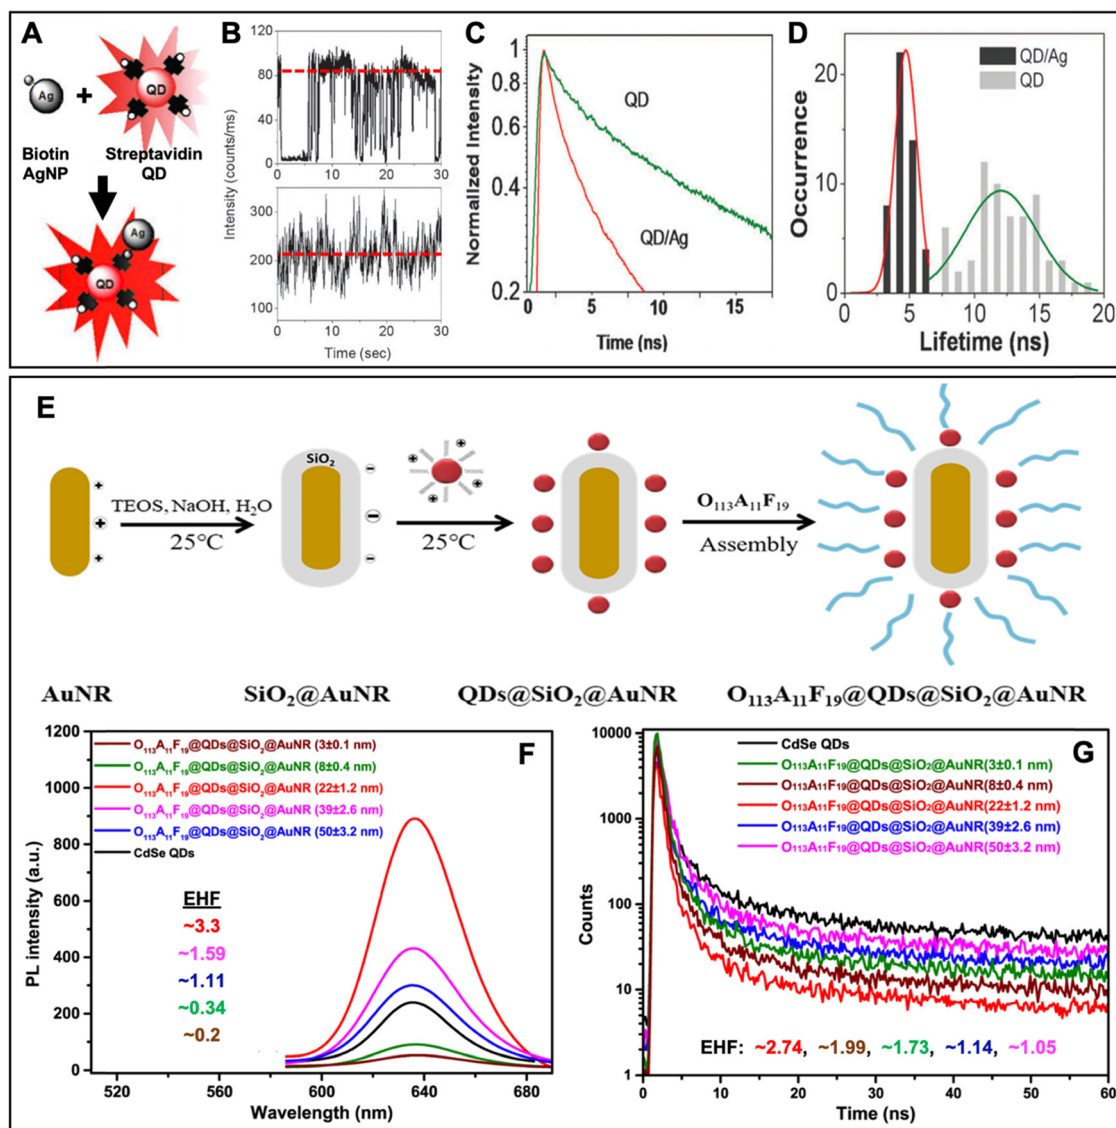 A
Ag
+
QD
Biotin
AgNP
Streptavidin
QD
Ag
QD
B
Intensity (counts/ms)
120
80
40
0
0 10 20 30
300
200
100
0 10 20 30
Time (sec)
C
Normalized Intensity
1
0.8
0.6
0.4
0.2
QD
QD/Ag
5 10 15
Time (ns)
D
QD/Ag
QD
Occurrence
20
10
0
0 5 10 15 20
Lifetime (ns)
E
+
+
+
TEOS, NaOH, H₂O
25°C
SiO₂
−
−
−
+
+
+
+
25°C
O₁₁₃A₁₁F₁₉
Assembly
AuNR
SiO₂@AuNR
QDs@SiO₂@AuNR
O₁₁₃A₁₁F₁₉@QDs@SiO₂@AuNR
F
PL intensity (a.u.)
1200
1000
800
600
400
200
0
O₁₁₃A₁₁F₁₉@QDs@SiO₂@AuNR (3±0.1 nm)
O₁₁₃A₁₁F₁₉@QDs@SiO₂@AuNR (8±0.4 nm)
O₁₁₃A₁₁F₁₉@QDs@SiO₂@AuNR (22±1.2 nm)
O₁₁₃A₁₁F₁₉@QDs@SiO₂@AuNR (39±2.6 nm)
O₁₁₃A₁₁F₁₉@QDs@SiO₂@AuNR (50±3.2 nm)
CdSe QDs
EHF
~3.3
~1.59
~1.11
~0.34
~0.2
520 560 600 640 680
Wavelength (nm)
G
Counts
10000
1000
100
10
1
CdSe QDs
O₁₁₃A₁₁F₁₉@QDs@SiO₂@AuNR(3±0.1 nm)
O₁₁₃A₁₁F₁₉@QDs@SiO₂@AuNR(8±0.4 nm)
O₁₁₃A₁₁F₁₉@QDs@SiO₂@AuNR(22±1.2 nm)
O₁₁₃A₁₁F₁₉@QDs@SiO₂@AuNR(39±2.6 nm)
O₁₁₃A₁₁F₁₉@QDs@SiO₂@AuNR(50±3.2 nm)
EHF: ~2.74, ~1.99, ~1.73, ~1.14, ~1.05
0 10 20 30 40 50 60
Time (ns)